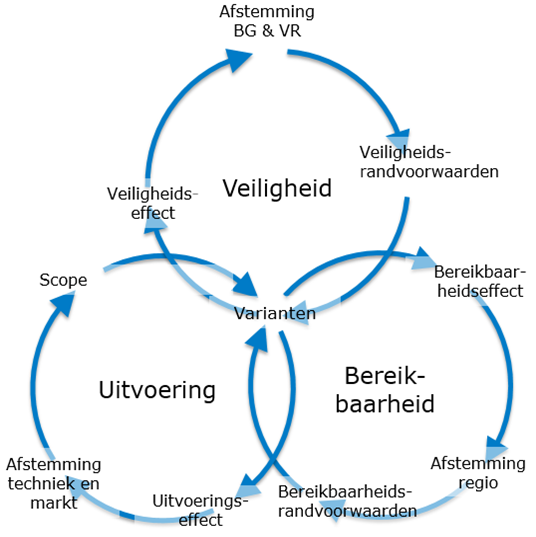 Afstemming
BG & VR
Veiligheids-
randvoorwaarden
Veiligheid
Veiligheids-
effect
Scope
Bereikbaar-
heidseffect
Varianten
Uitvoering
Bereik-
baarheid
Afstemming
techniek en
markt
Afstemming
regio
Uitvoerings-
effect
Bereikbaarheids-
randvoorwaarden